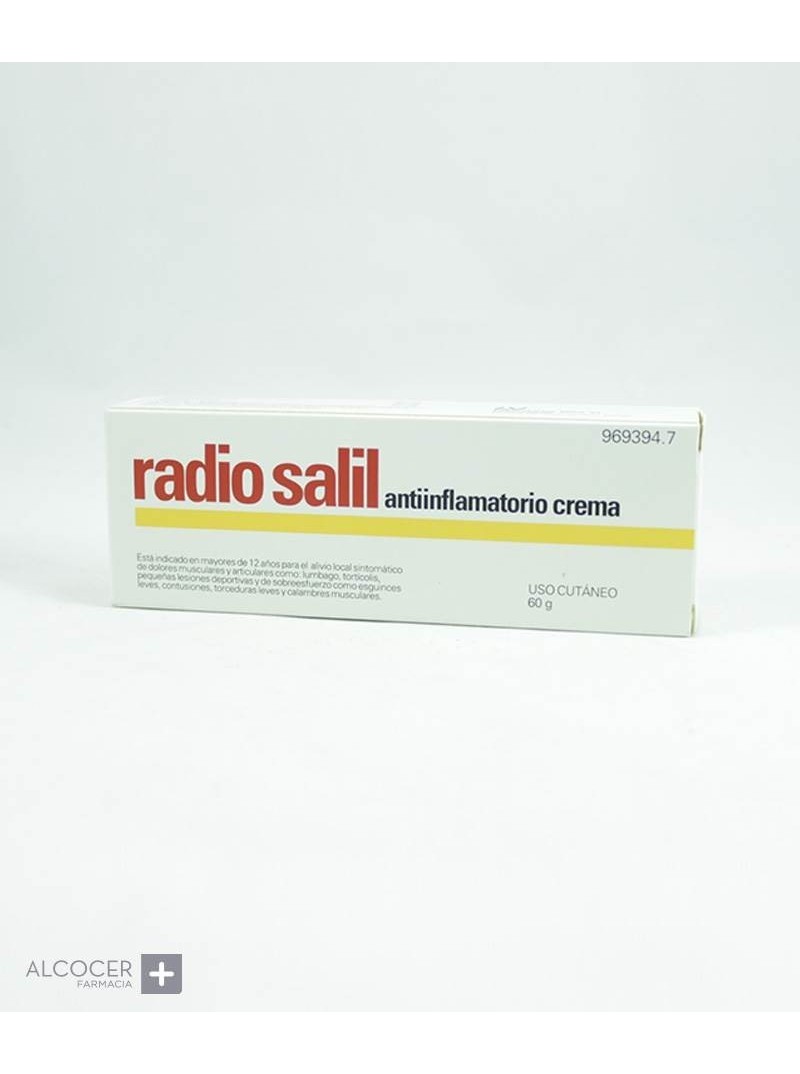 969394.7
radio salil antiinflamatorio crema
Está indicado en mayores de 12 años para el alivio local sintomático
de dolores musculares y articulares como: lumbago, tortícolis,
pequeñas lesiones deportivas y de sobreesfuerzo como esguinces
leves, contusiones, torceduras leves y calambres musculares.
USO CUTÁNEO
60 g
ALCOCER
FARMACIA